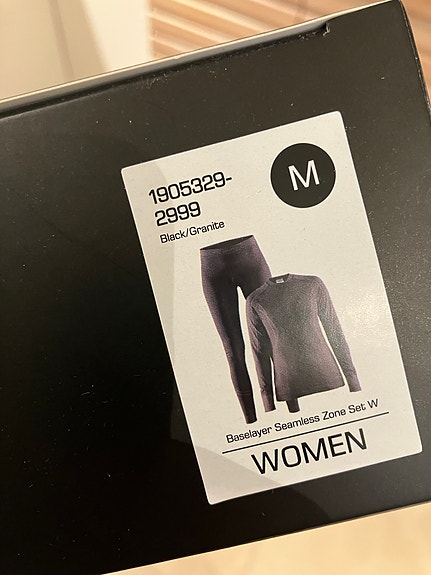 1905329-
2999
M
Black/Granite
Baselayer Seamless Zone Set W
WOMEN